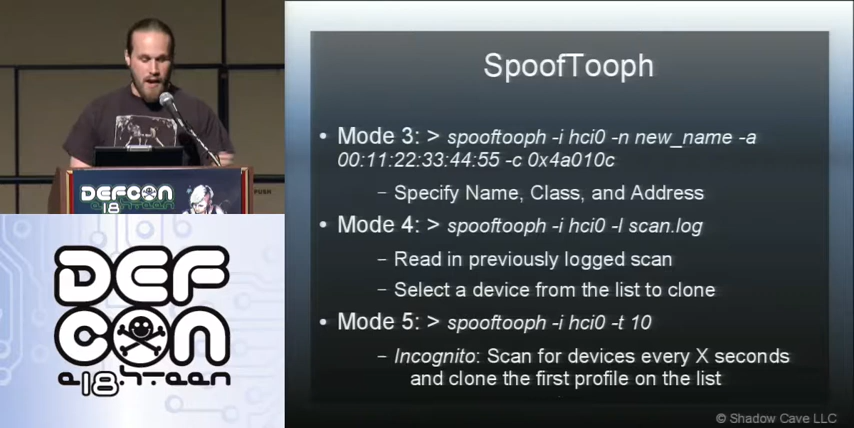 SpoofTooph
• Mode 3: > spooftooph -i hci0 -n new_name -a
00:11:22:33:44:55 -c 0x4a010c
– Specify Name, Class, and Address
• Mode 4: > spooftooph -i hci0 -l scan.log
– Read in previously logged scan
– Select a device from the list to clone
• Mode 5: > spooftooph -i hci0 -t 10
– Incognito: Scan for devices every X seconds
and clone the first profile on the list
© Shadow Cave LLC
DEFCON
18
PUSH
DEF
CON
e18hteen